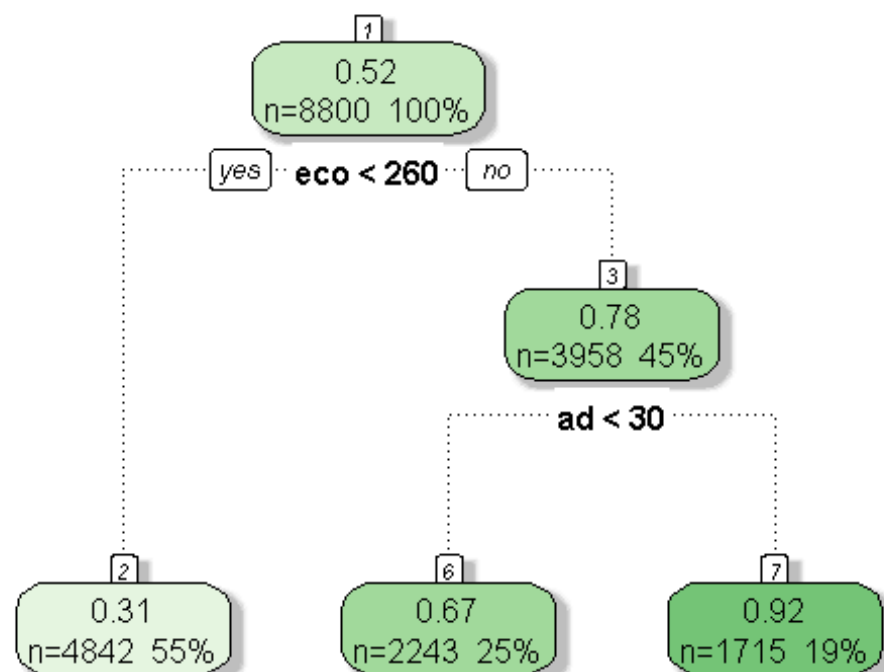 1
0.52
n=8800 100%
yes eco < 260 no
3
0.78
n=3958 45%
ad < 30
2 6 7
0.31 0.67 0.92
n=4842 55% n=2243 25% n=1715 19%